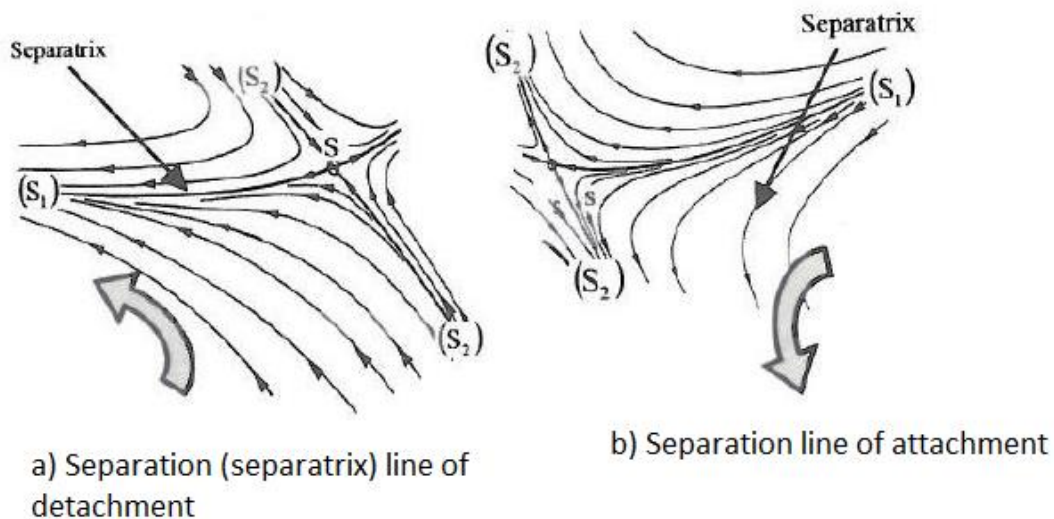 Separatrix
(S₂)
S
(S₁)
(S₂)
a) Separation (separatrix) line of
detachment
Separatrix
(S₂)
(S₁)
S
(S₂)
b) Separation line of attachment